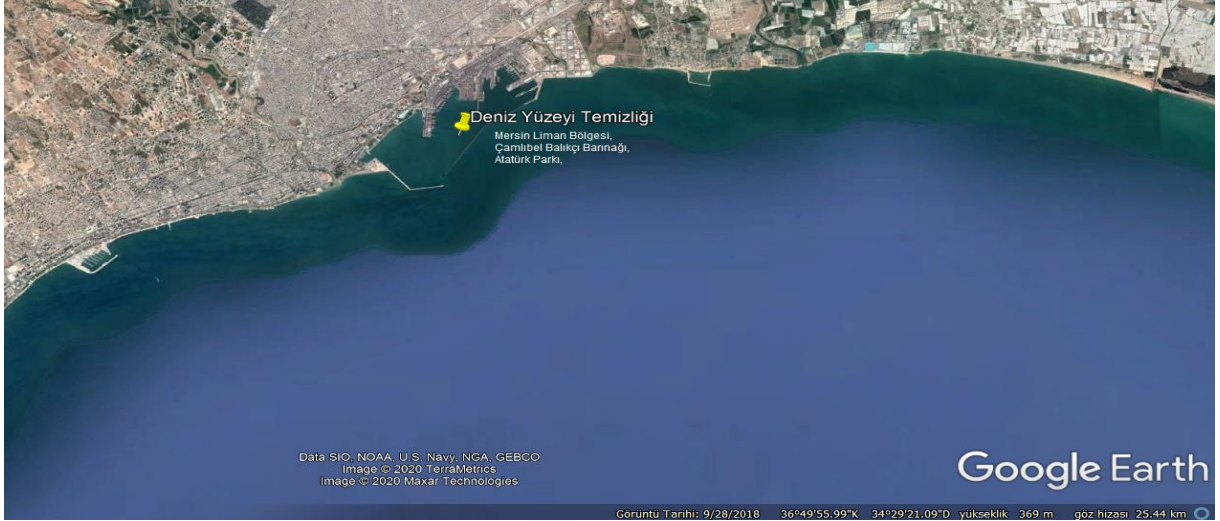 Deniz Yüzeyi Temizliği
Mersin Liman Bölgesi,
Çamlıbel Balıkçı Barınağı,
Atatürk Parkı,
Data SIO, NOAA, U.S. Navy, NGA, GEBCO
Image © 2020 TerraMetrics
Image © 2020 Maxar Technologies
Google Earth
Görüntü Tarihi: 9/28/2018 36°49'55.99"K 34°29'21.09"D yükseklik 369 m göz hizası 25.44 km